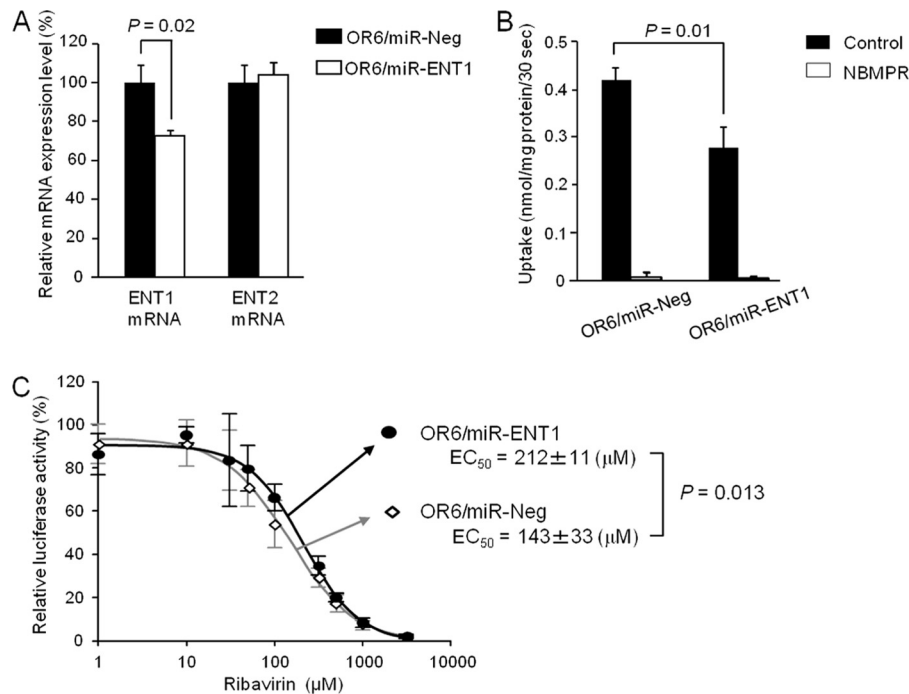 A
P = 0.02
Relative mRNA expression level (%)
120
100
80
60
40
20
0
ENT1
mRNA
ENT2
mRNA
OR6/miR-Neg
OR6/miR-ENT1
B
P = 0.01
Uptake (nmol/mg protein/30 sec)
0.5
0.4
0.3
0.2
0.1
0
OR6/miR-Neg
OR6/miR-ENT1
Control
NBMPR
C
Relative luciferase activity (%)
120
100
80
60
40
20
0
1
10
100
1000
10000
Ribavirin (μM)
OR6/miR-ENT1
EC50 = 212±11 (μM)
OR6/miR-Neg
EC50 = 143±33 (μM)
P = 0.013